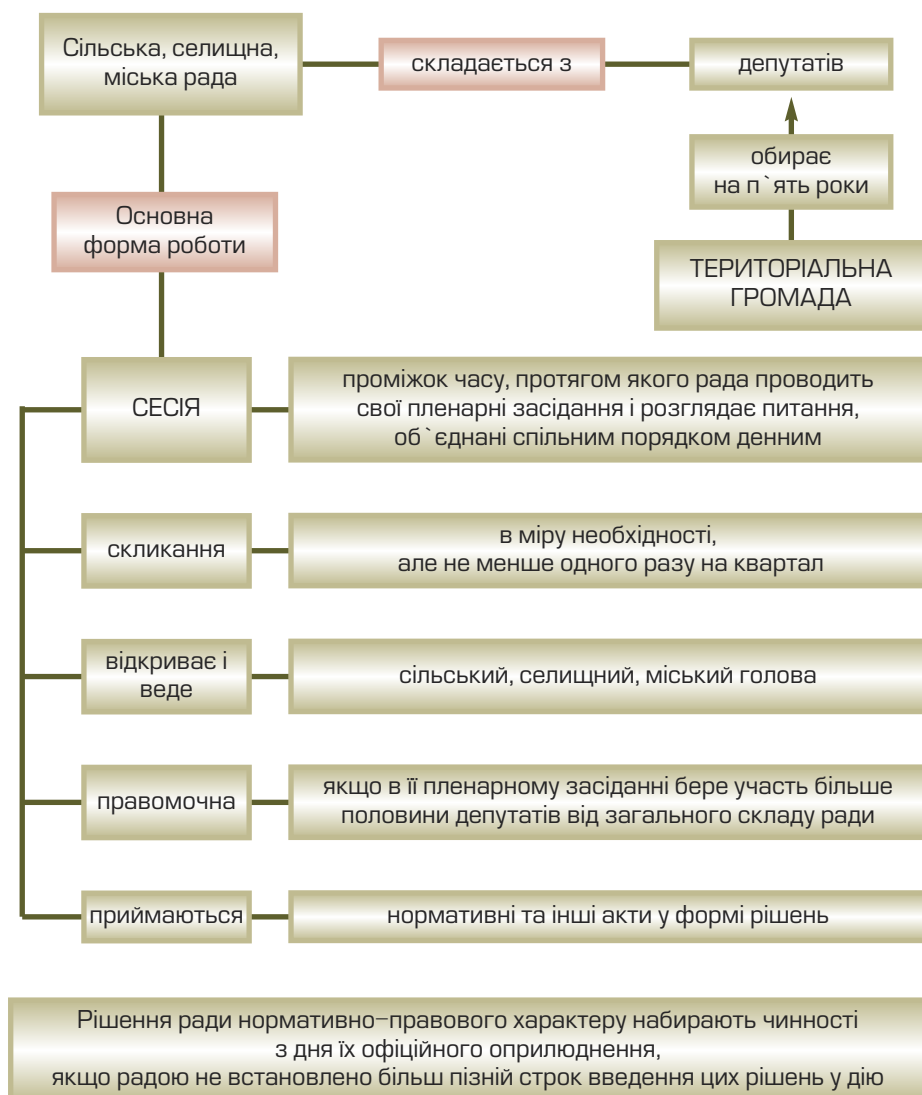 Сільська, селищна,
міська рада
складається з
депутатів
обирає
на п`ять роки
ТЕРИТОРІАЛЬНА
ГРОМАДА
Основна
форма роботи
СЕСІЯ
проміжок часу, протягом якого рада проводить
свої пленарні засідання і розглядає питання,
об`єднані спільним порядком денним
скликання
в міру необхідності,
але не менше одного разу на квартал
відкриває і
веде
сільський, селищний, міський голова
правомочна
якщо в її пленарному засіданні бере участь більше
половини депутатів від загального складу ради
приймаються
нормативні та інші акти у формі рішень
Рішення ради нормативно–правового характеру набирають чинності
з дня їх офіційного оприлюднення,
якщо радою не встановлено більш пізній строк введення цих рішень у дію